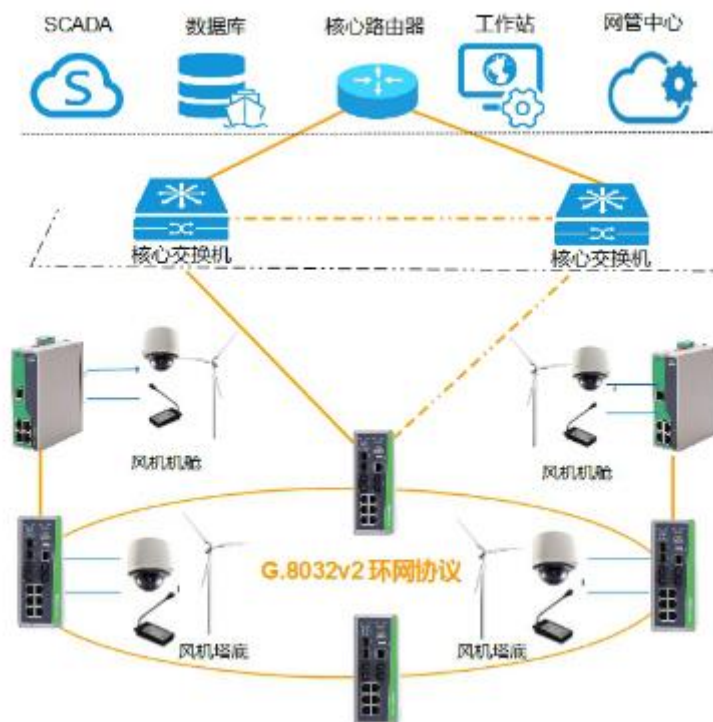 SCADA
数据库
核心路由器
工作站
网管中心
核心交换机
核心交换机
风机机舱
风机机舱
G.8032v2 环网协议
风机塔底
风机塔底